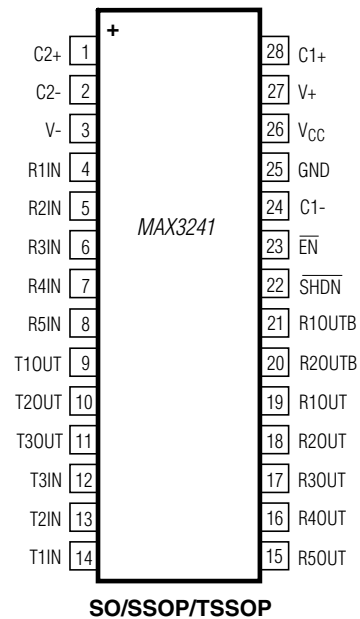 +
C2+ 1 28 C1+
C2- 2 27 V+
V- 3 26 VCC
R1IN 4 25 GND
R2IN 5 24 C1-
MAX3241
R3IN 6 23 E̅N̅
R4IN 7 22 S̅H̅D̅N̅
R5IN 8 21 R1OUTB
T1OUT 9 20 R2OUTB
T2OUT 10 19 R1OUT
T3OUT 11 18 R2OUT
T3IN 12 17 R3OUT
T2IN 13 16 R4OUT
T1IN 14 15 R5OUT
SO/SSOP/TSSOP